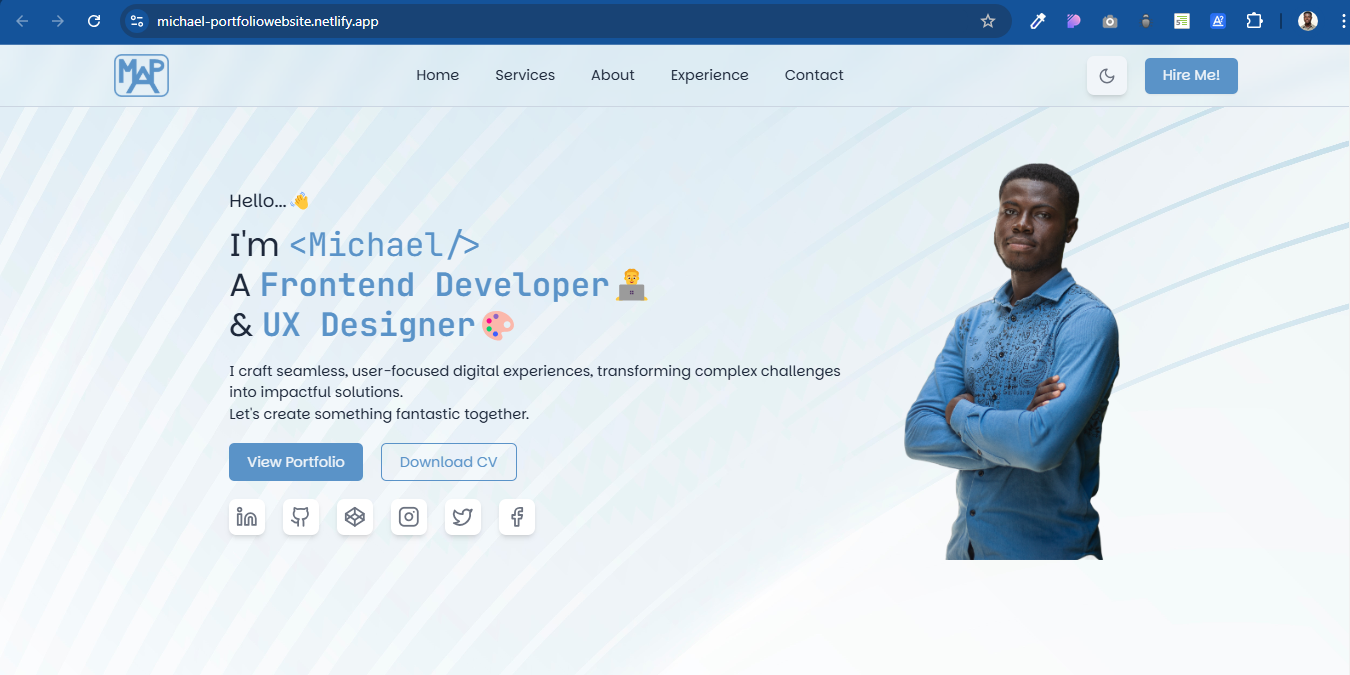 michael-portfoliowebsite.netlify.app
MAP
Home Services About Experience Contact
Hire Me!
Hello...👋
I'm <Michael/>
A Frontend Developer
& UX Designer
I craft seamless, user-focused digital experiences, transforming complex challenges
into impactful solutions.
Let's create something fantastic together.
View Portfolio Download CV